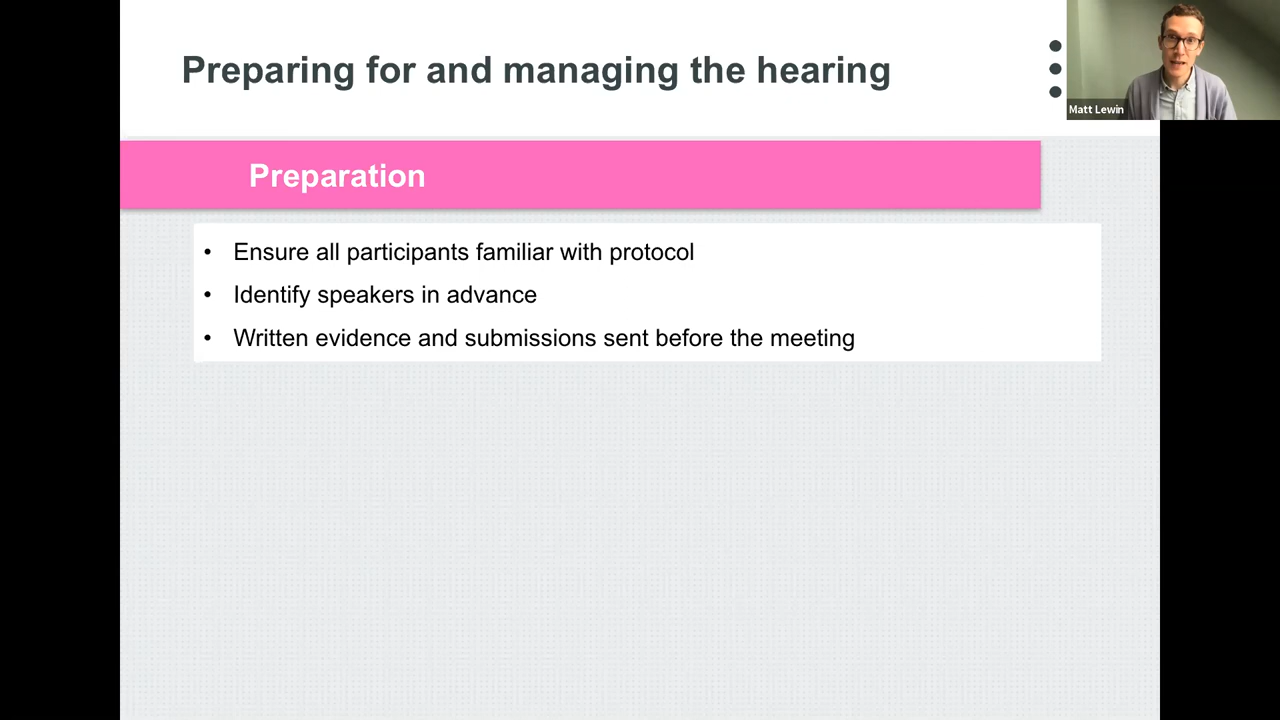 Preparing for and managing the hearing
Matt Lewin
Preparation
• Ensure all participants familiar with protocol
• Identify speakers in advance
• Written evidence and submissions sent before the meeting